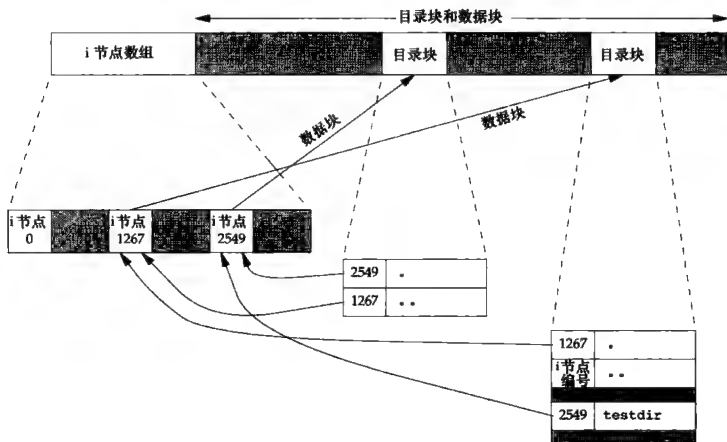 目录块和数据块
i 节点数组
目录块
目录块
数据块
数据块
i 节点
0
i 节点
1267
i 节点
2549
2549 .
1267 ..
1267 .
i节点
编号 ..
2549 testdir